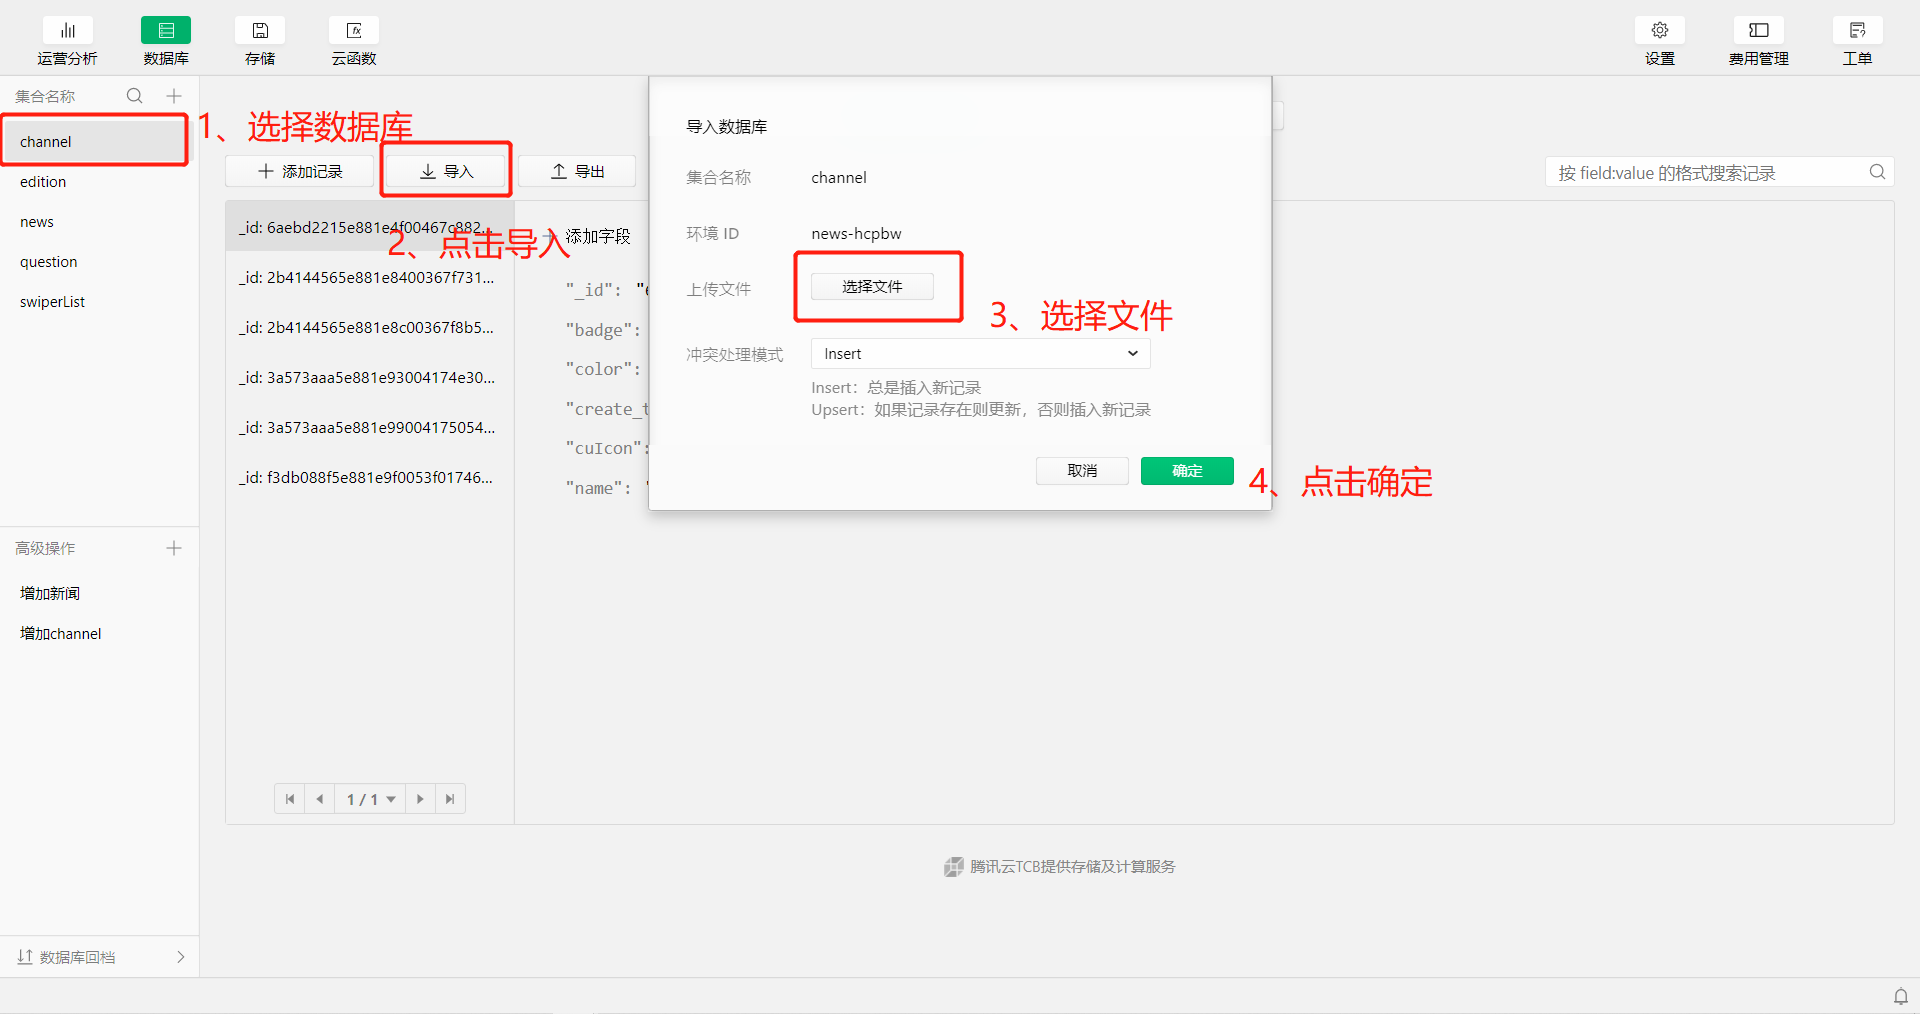 运营分析
数据库
存储
云函数
设置
费用管理
工单
集合名称
channel
edition
news
question
swiperList
高级操作
增加新闻
增加channel
数据库回档
1、选择数据库
添加记录
导入
导出
按 field:value 的格式搜索记录
_id: 6aebd2215e881e4f00467c882...
_id: 2b4144565e881e8400367f731...
_id: 2b4144565e881e8c00367f8b5...
_id: 3a573aaa5e881e93004174e30...
_id: 3a573aaa5e881e99004175054...
_id: f3db088f5e881e9f0053f01746...
1 / 1
2、点击导入
添加字段
"_id": "
"badge":
"color":
"create_t
"cuIcon":
"name": "
导入数据库
集合名称 channel
环境 ID news-hcpbw
上传文件 选择文件
3、选择文件
冲突处理模式 Insert
Insert：总是插入新记录
Upsert：如果记录存在则更新，否则插入新记录
取消 确定
4、点击确定
腾讯云TCB提供存储及计算服务